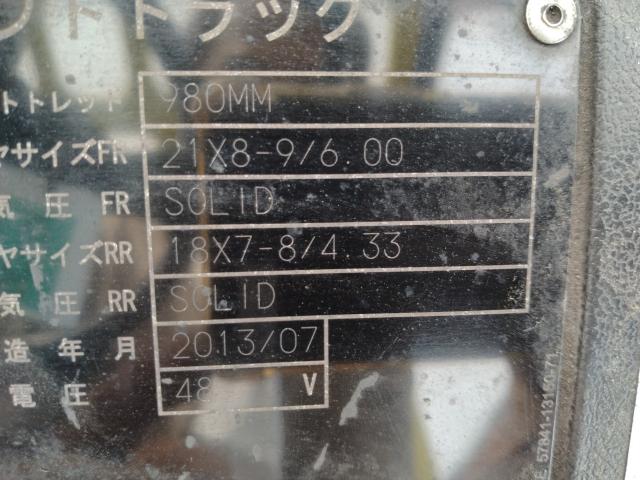 フトトラック
トトレッド 980MM
ヤサイズFR 21X8-9/6.00
気圧 FR SOLID
ヤサイズRR 18X7-8/4.33
気圧 RR SOLID
造年月 2013/07
電圧 48 V